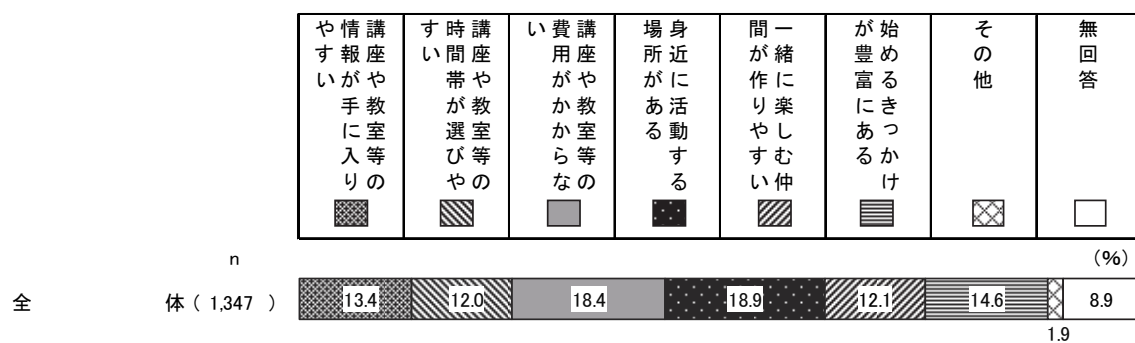 講座や教室等の
情報が手に入り
やすい
講座や教室等の
時間帯が選びや
すい
講座や教室等の
費用がかからな
い
身近に活動する
場所がある
一緒に楽しむ仲
間が作りやすい
始めるきっかけ
が豊富にある
その他
無回答
n
(%)
全 体 ( 1,347 )
13.4 12.0 18.4 18.9 12.1 14.6 8.9
1.9